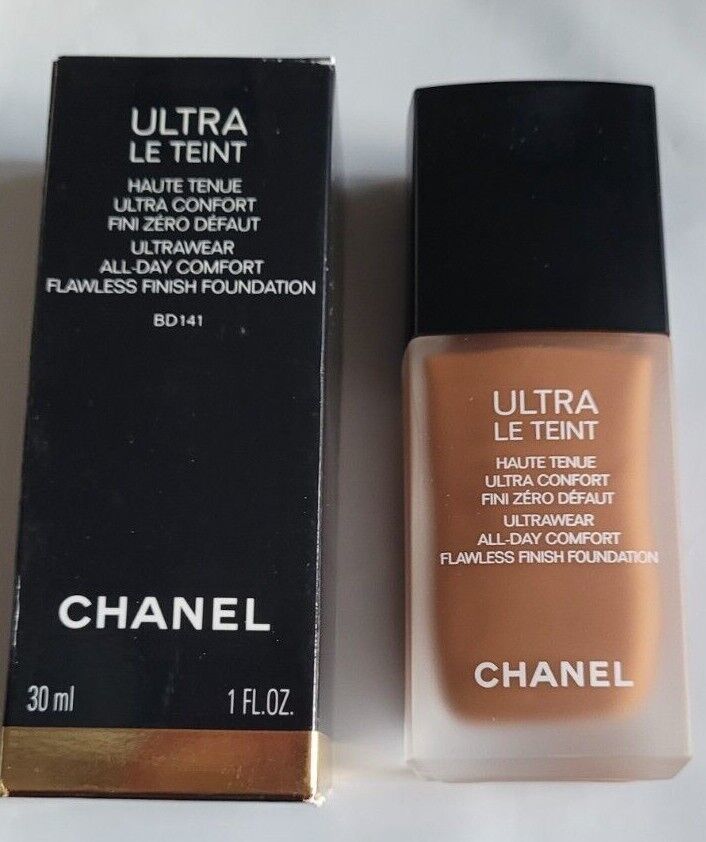 ULTRA
LE TEINT
HAUTE TENUE
ULTRA CONFORT
FINI ZÉRO DÉFAUT
ULTRAWEAR
ALL-DAY COMFORT
FLAWLESS FINISH FOUNDATION
BD141
CHANEL
30 ml 1 FL.OZ.
ULTRA
LE TEINT
HAUTE TENUE
ULTRA CONFORT
FINI ZÉRO DÉFAUT
ULTRAWEAR
ALL-DAY COMFORT
FLAWLESS FINISH FOUNDATION
CHANEL